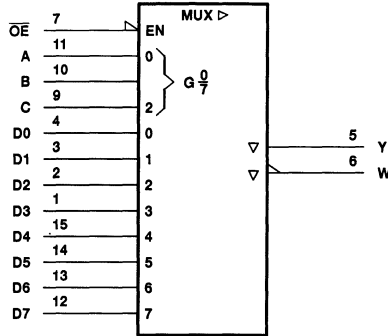 MUX ▷
OE 7 EN
A 11 0
B 10 G 0/7
C 9 2
D0 4 0
D1 3 1 ▽ 5 Y
D2 2 2 ▽ 6 W
D3 1 3
D4 15 4
D5 14 5
D6 13 6
D7 12 7